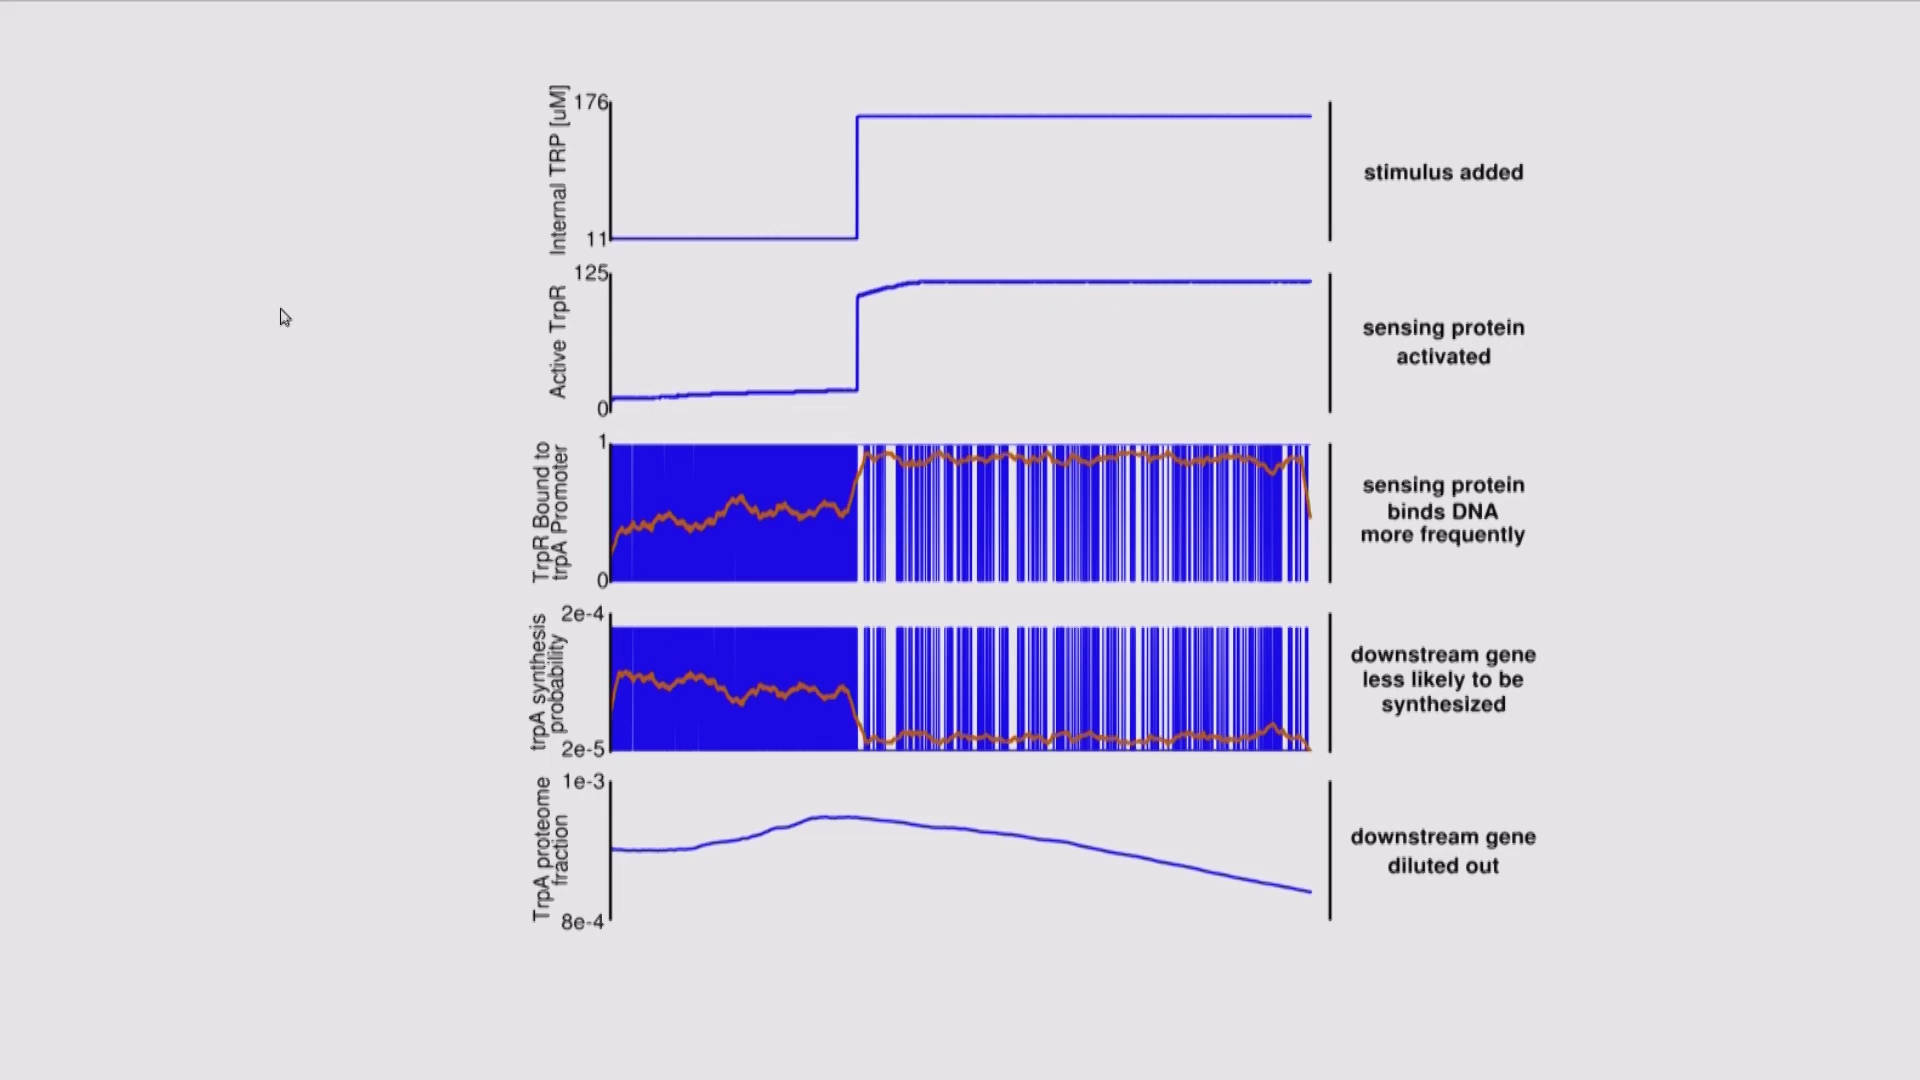 Internal TRP [uM]
176
11
stimulus added
Active TrpR
125
0
sensing protein
activated
TrpR Bound to
trpA Promoter
1
0
sensing protein
binds DNA
more frequently
trpA synthesis
probability
2e-4
2e-5
downstream gene
less likely to be
synthesized
TrpA proteome
fraction
1e-3
8e-4
downstream gene
diluted out